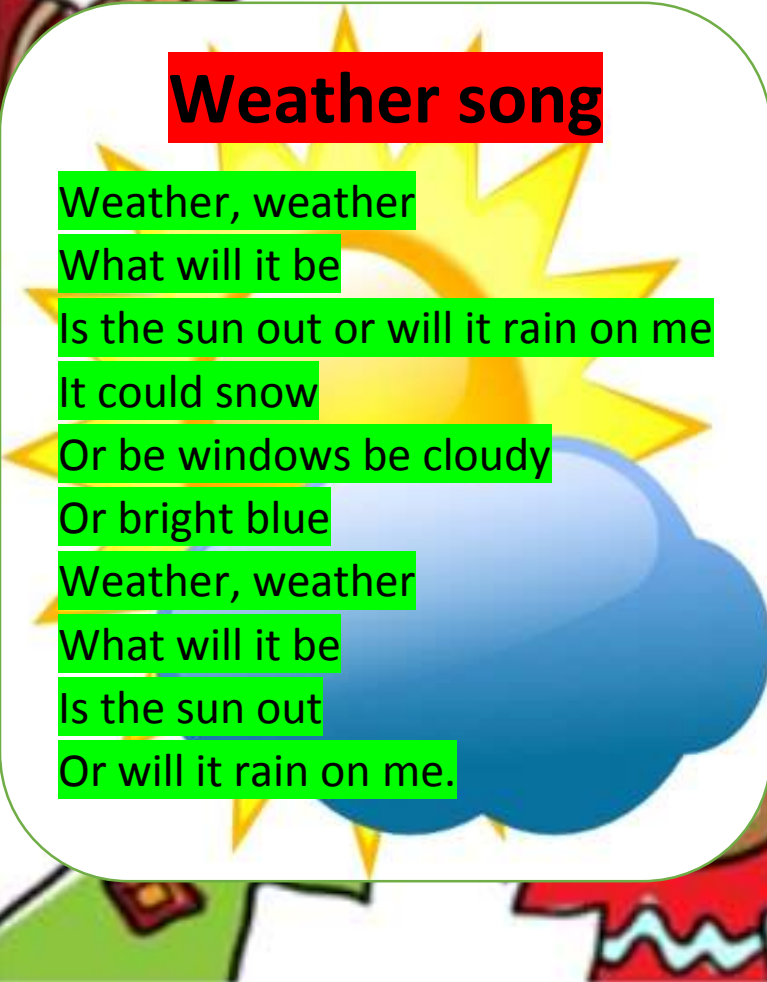 Weather song
Weather, weather
What will it be
Is the sun out or will it rain on me
It could snow
Or be windows be cloudy
Or bright blue
Weather, weather
What will it be
Is the sun out
Or will it rain on me.